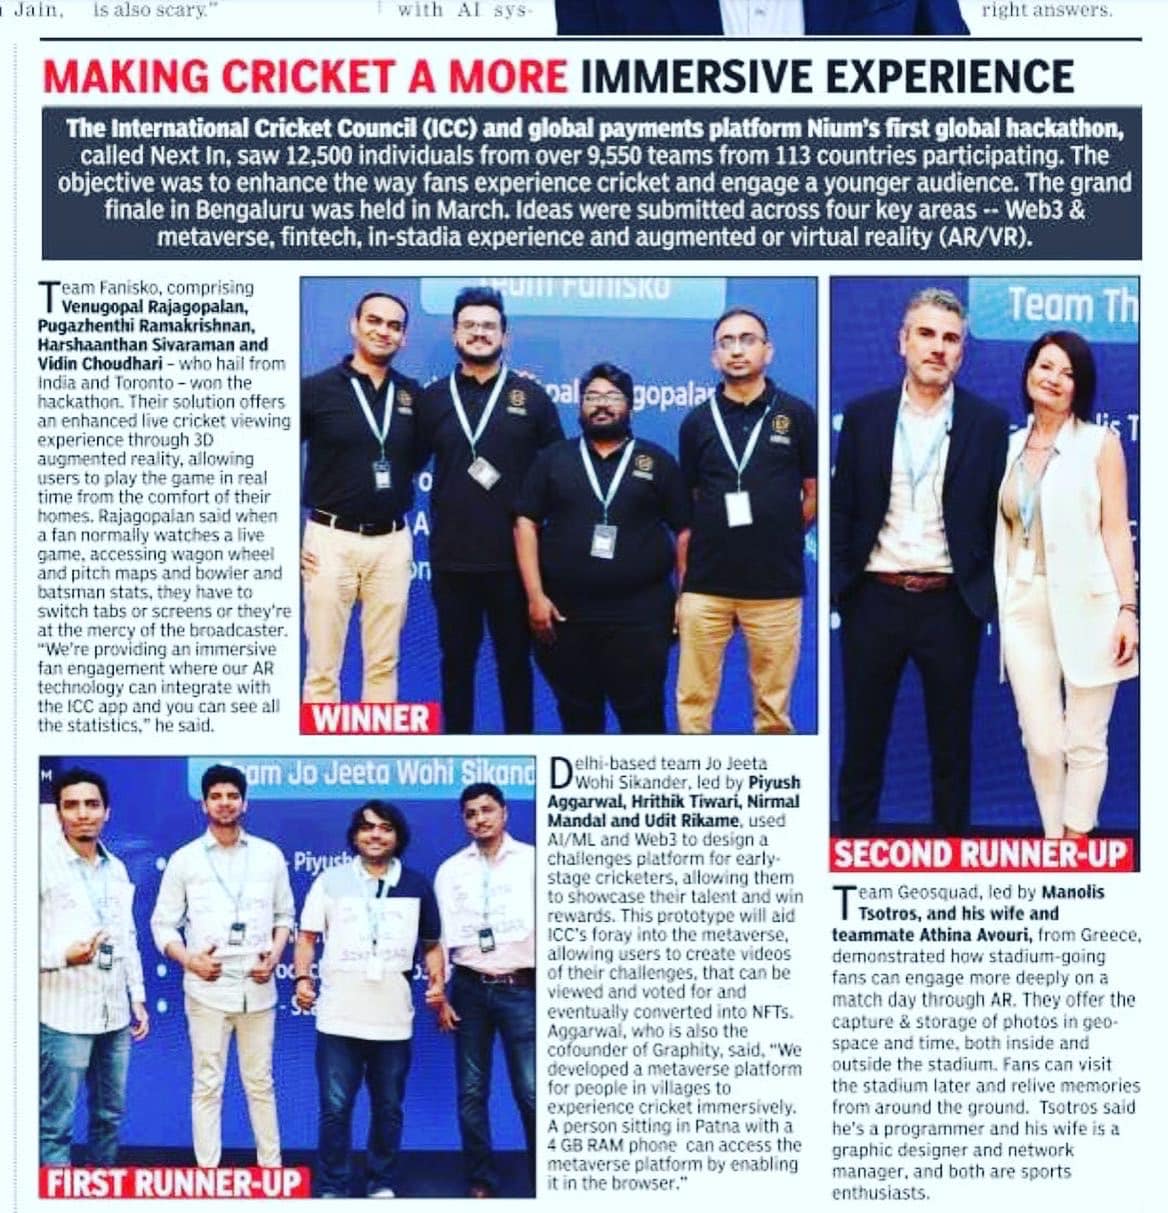 Jain,
is also scary."
with AI sys-
right answers.
MAKING CRICKET A MORE IMMERSIVE EXPERIENCE
The International Cricket Council (ICC) and global payments platform Nium's first global hackathon,
called Next In, saw 12,500 individuals from over 9,550 teams from 113 countries participating. The
objective was to enhance the way fans experience cricket and engage a younger audience. The grand
finale in Bengaluru was held in March. Ideas were submitted across four key areas -- Web3 &
metaverse, fintech, in-stadia experience and augmented or virtual reality (AR/VR).
Team Fanisko, comprising
Venugopal Rajagopalan,
Pugazhenthi Ramakrishnan,
Harshaanthan Sivaraman and
Vidin Choudhari – who hail from
India and Toronto – won the
hackathon. Their solution offers
an enhanced live cricket viewing
experience through 3D
augmented reality, allowing
users to play the game in real
time from the comfort of their
homes. Rajagopalan said when
a fan normally watches a live
game, accessing wagon wheel
and pitch maps and bowler and
batsman stats, they have to
switch tabs or screens or they're
at the mercy of the broadcaster.
"We're providing an immersive
fan engagement where our AR
technology can integrate with
the ICC app and you can see all
the statistics," he said.
Team Fanisko
pal
gopalan
WINNER
Team Th
SECOND RUNNER-UP
Team Jo Jeeta Wohi Sikand
Piyush
FIRST RUNNER-UP
Delhi-based team Jo Jeeta
Wohi Sikander, led by Piyush
Aggarwal, Hrithik Tiwari, Nirmal
Mandal and Udit Rikame, used
AI/ML and Web3 to design a
challenges platform for early-
stage cricketers, allowing them
to showcase their talent and win
rewards. This prototype will aid
ICC's foray into the metaverse,
allowing users to create videos
of their challenges, that can be
viewed and voted for and
eventually converted into NFTs.
Aggarwal, who is also the
cofounder of Graphity, said, "We
developed a metaverse platform
for people in villages to
experience cricket immersively.
A person sitting in Patna with a
4 GB RAM phone can access the
metaverse platform by enabling
it in the browser."
Team Geosquad, led by Manolis
Tsotros, and his wife and
teammate Athina Avouri, from Greece,
demonstrated how stadium-going
fans can engage more deeply on a
match day through AR. They offer the
capture & storage of photos in geo-
space and time, both inside and
outside the stadium. Fans can visit
the stadium later and relive memories
from around the ground. Tsotros said
he's a programmer and his wife is a
graphic designer and network
manager, and both are sports
enthusiasts.